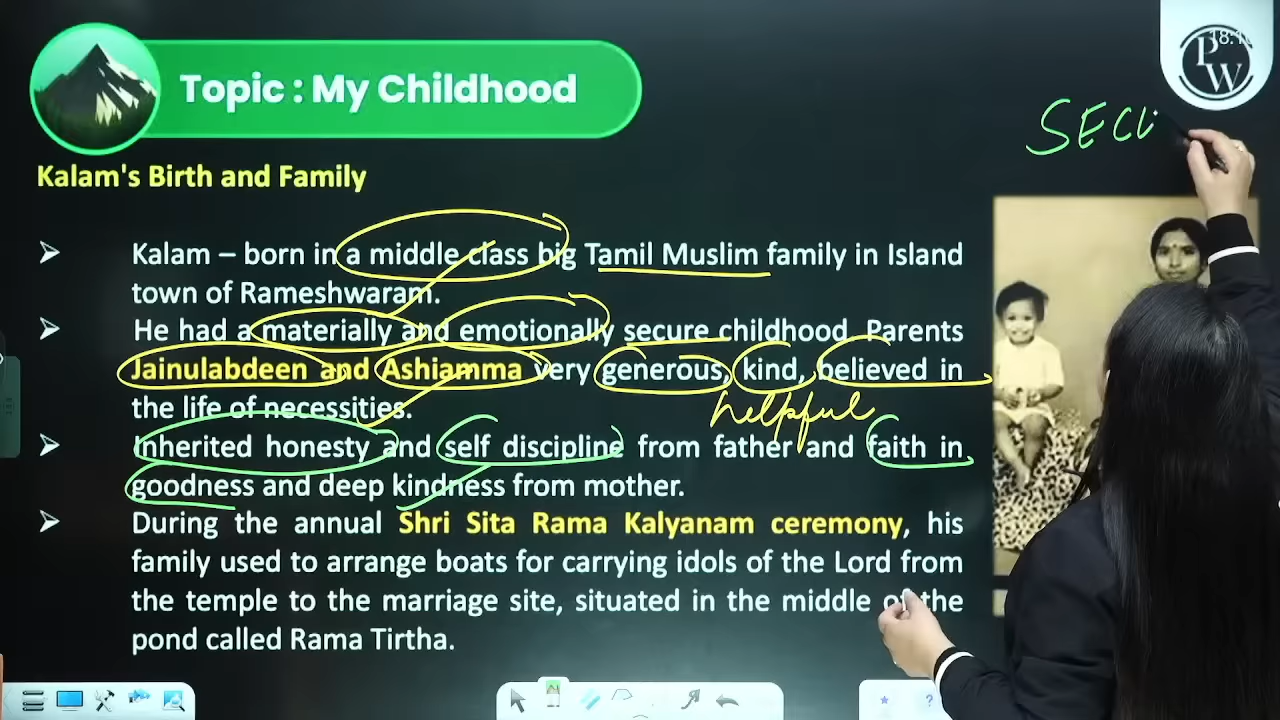 Topic : My Childhood
PW
SECU
Kalam's Birth and Family
➤ Kalam – born in a middle class big Tamil Muslim family in Island
town of Rameshwaram.
➤ He had a materially and emotionally secure childhood. Parents
Jainulabdeen and Ashiamma very generous, kind, believed in
the life of necessities.
helpful
➤ Inherited honesty and self discipline from father and faith in
goodness and deep kindness from mother.
➤ During the annual Shri Sita Rama Kalyanam ceremony, his
family used to arrange boats for carrying idols of the Lord from
the temple to the marriage site, situated in the middle of the
pond called Rama Tirtha.